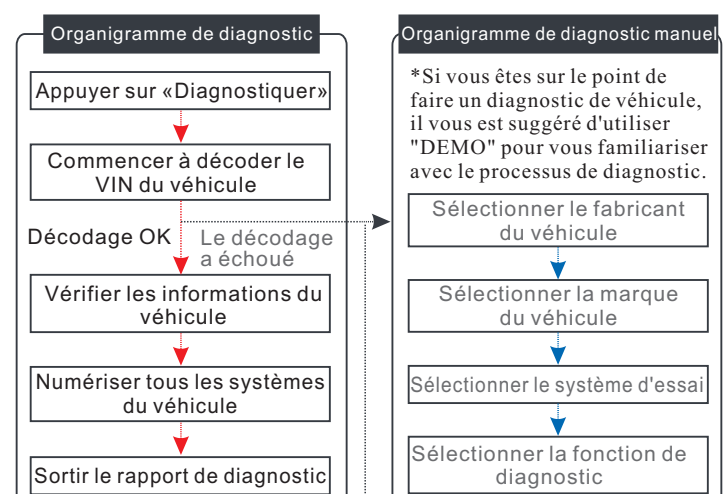 Organigramme de diagnostic
Appuyer sur «Diagnostiquer»
Commencer à décoder le
VIN du véhicule
Décodage OK
Le décodage
a échoué
Vérifier les informations du
véhicule
Numériser tous les systèmes
du véhicule
Sortir le rapport de diagnostic
Organigramme de diagnostic manuel
*Si vous êtes sur le point de
faire un diagnostic de véhicule,
il vous est suggéré d'utiliser
"DEMO" pour vous familiariser
avec le processus de diagnostic.
Sélectionner le fabricant
du véhicule
Sélectionner la marque
du véhicule
Sélectionner le système d'essai
Sélectionner la fonction de
diagnostic